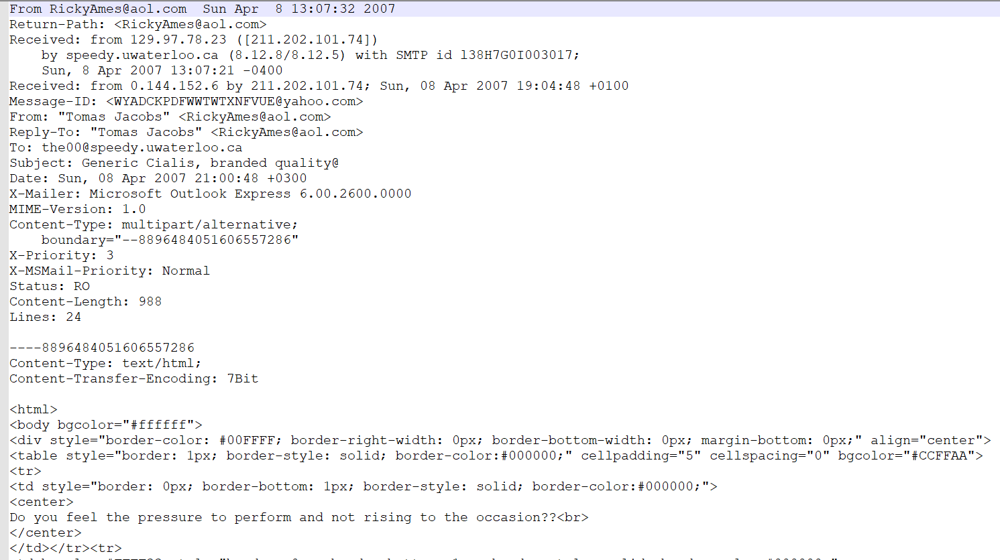 From RickyAmes@aol.com  Sun Apr  8 13:07:32 2007
Return-Path: <RickyAmes@aol.com>
Received: from 129.97.78.23 ([211.202.101.74])
    by speedy.uwaterloo.ca (8.12.8/8.12.5) with SMTP id l38H7G0I003017;
    Sun, 8 Apr 2007 13:07:21 -0400
Received: from 0.144.152.6 by 211.202.101.74; Sun, 08 Apr 2007 19:04:48 +0100
Message-ID: <WYADCKPDFWWTWTXNFVUE@yahoo.com>
From: "Tomas Jacobs" <RickyAmes@aol.com>
Reply-To: "Tomas Jacobs" <RickyAmes@aol.com>
To: the00@speedy.uwaterloo.ca
Subject: Generic Cialis, branded quality@
Date: Sun, 08 Apr 2007 21:00:48 +0300
X-Mailer: Microsoft Outlook Express 6.00.2600.0000
MIME-Version: 1.0
Content-Type: multipart/alternative;
    boundary="--8896484051606557286"
X-Priority: 3
X-MSMail-Priority: Normal
Status: RO
Content-Length: 988
Lines: 24

----8896484051606557286
Content-Type: text/html;
Content-Transfer-Encoding: 7Bit

<html>
<body bgcolor="#ffffff">
<div style="border-color: #00FFFF; border-right-width: 0px; border-bottom-width: 0px; margin-bottom: 0px;" align="center">
<table style="border: 1px; border-style: solid; border-color:#000000;" cellpadding="5" cellspacing="0" bgcolor="#CCFFAA">
<tr>
<td style="border: 0px; border-bottom: 1px; border-style: solid; border-color:#000000;">
<center>
Do you feel the pressure to perform and not rising to the occasion??<br>
</center>
</td></tr><tr>